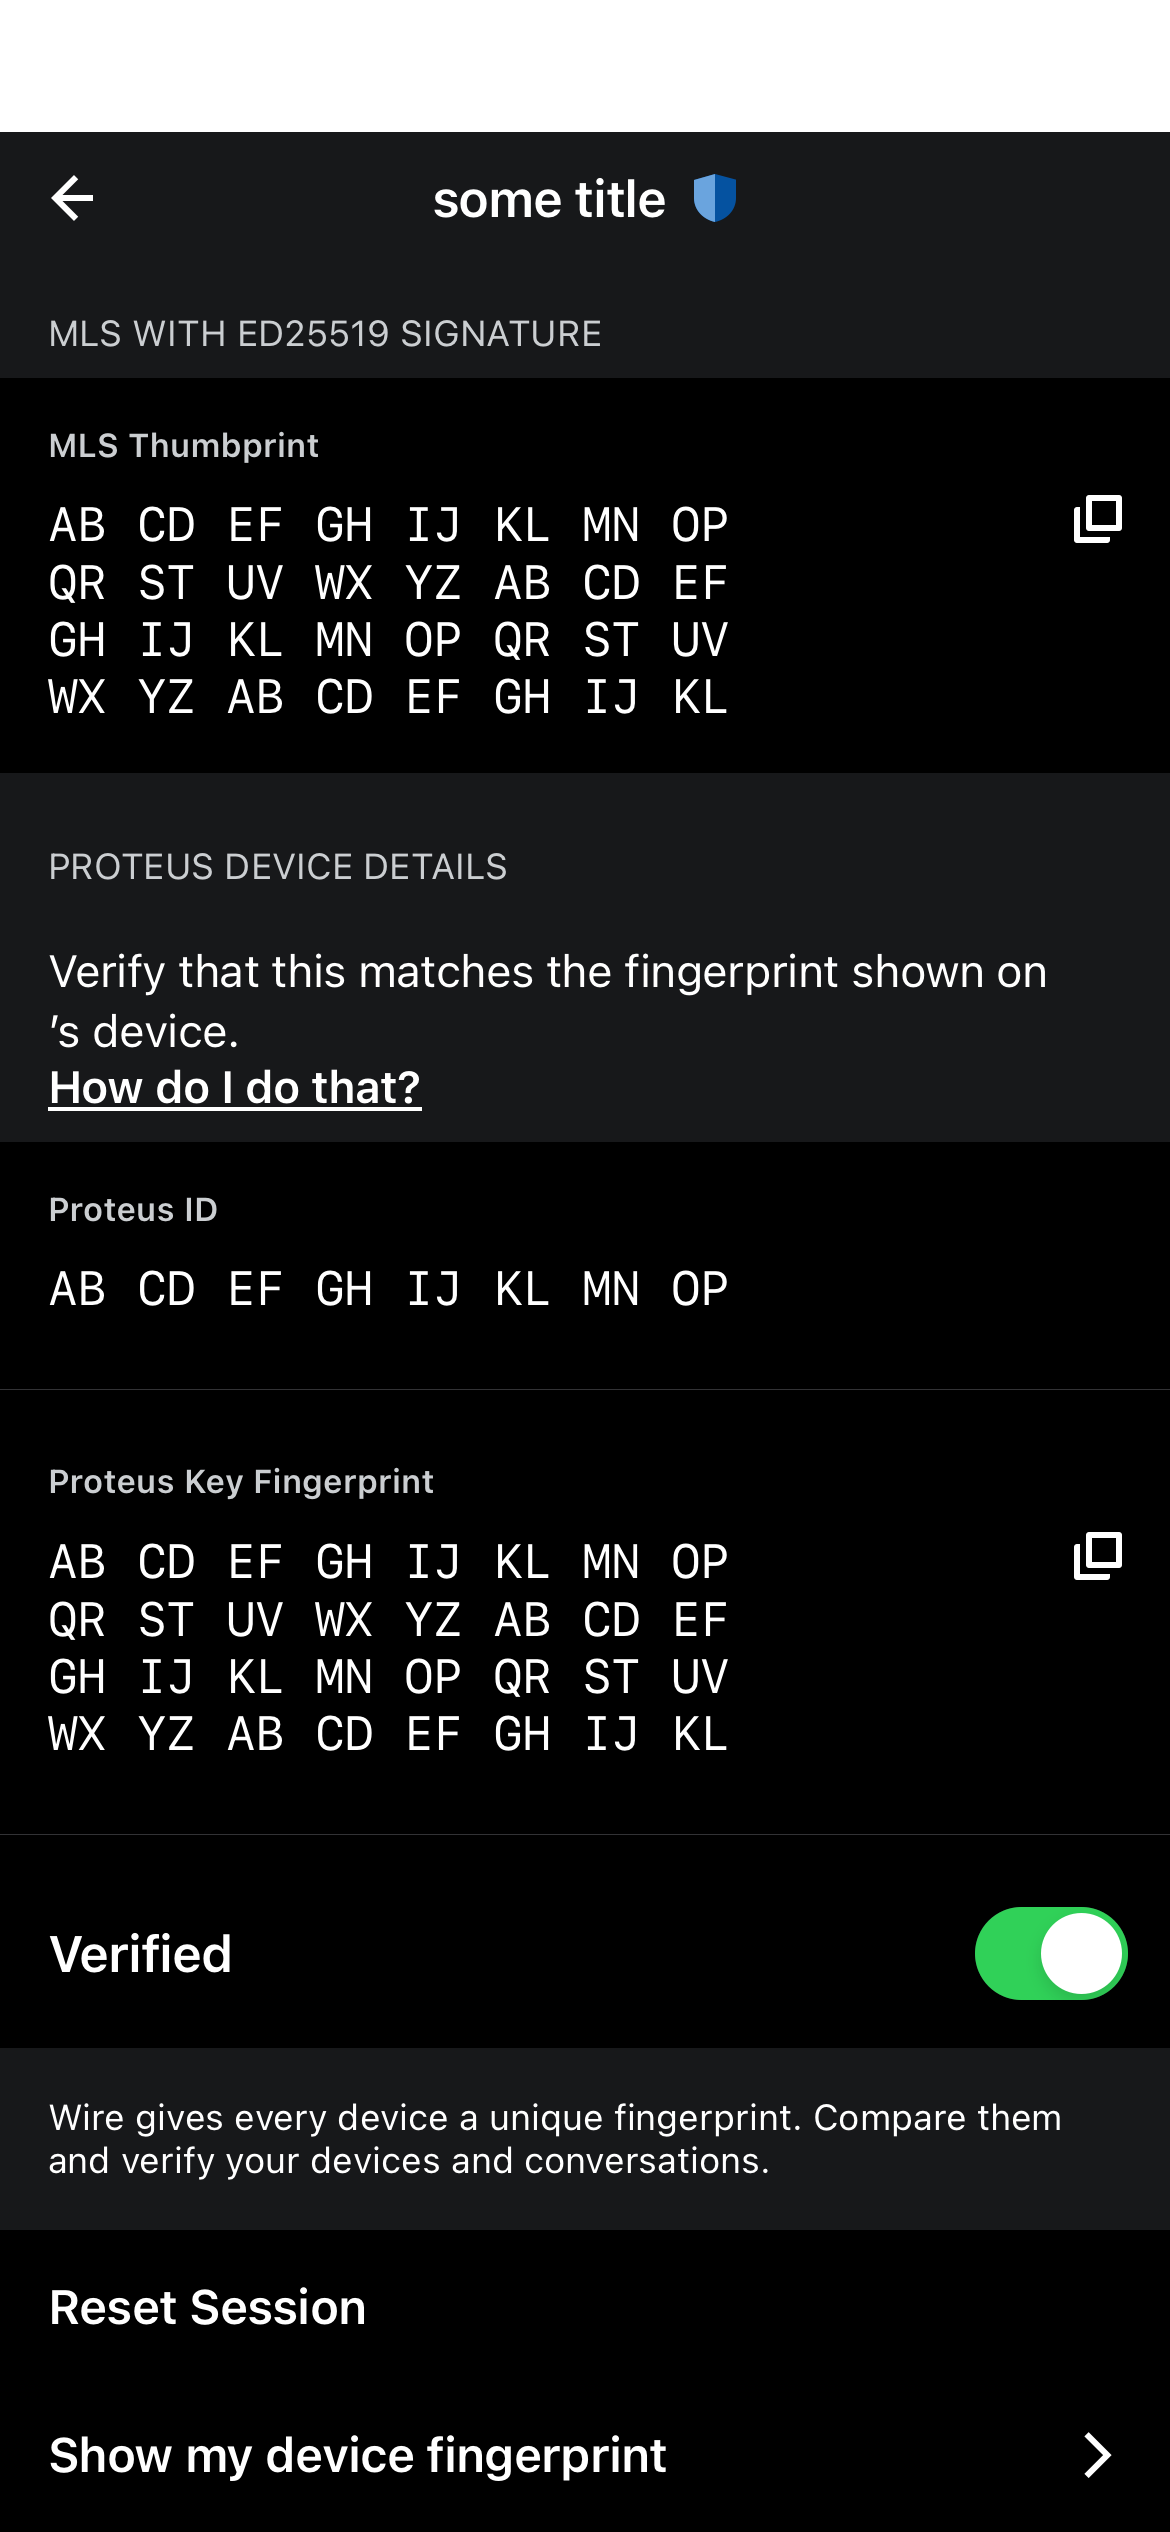 some title
MLS WITH ED25519 SIGNATURE
MLS Thumbprint
AB CD EF GH IJ KL MN OP
QR ST UV WX YZ AB CD EF
GH IJ KL MN OP QR ST UV
WX YZ AB CD EF GH IJ KL
PROTEUS DEVICE DETAILS
Verify that this matches the fingerprint shown on
’s device.
How do I do that?
Proteus ID
AB CD EF GH IJ KL MN OP
Proteus Key Fingerprint
AB CD EF GH IJ KL MN OP
QR ST UV WX YZ AB CD EF
GH IJ KL MN OP QR ST UV
WX YZ AB CD EF GH IJ KL
Verified
Wire gives every device a unique fingerprint. Compare them
and verify your devices and conversations.
Reset Session
Show my device fingerprint